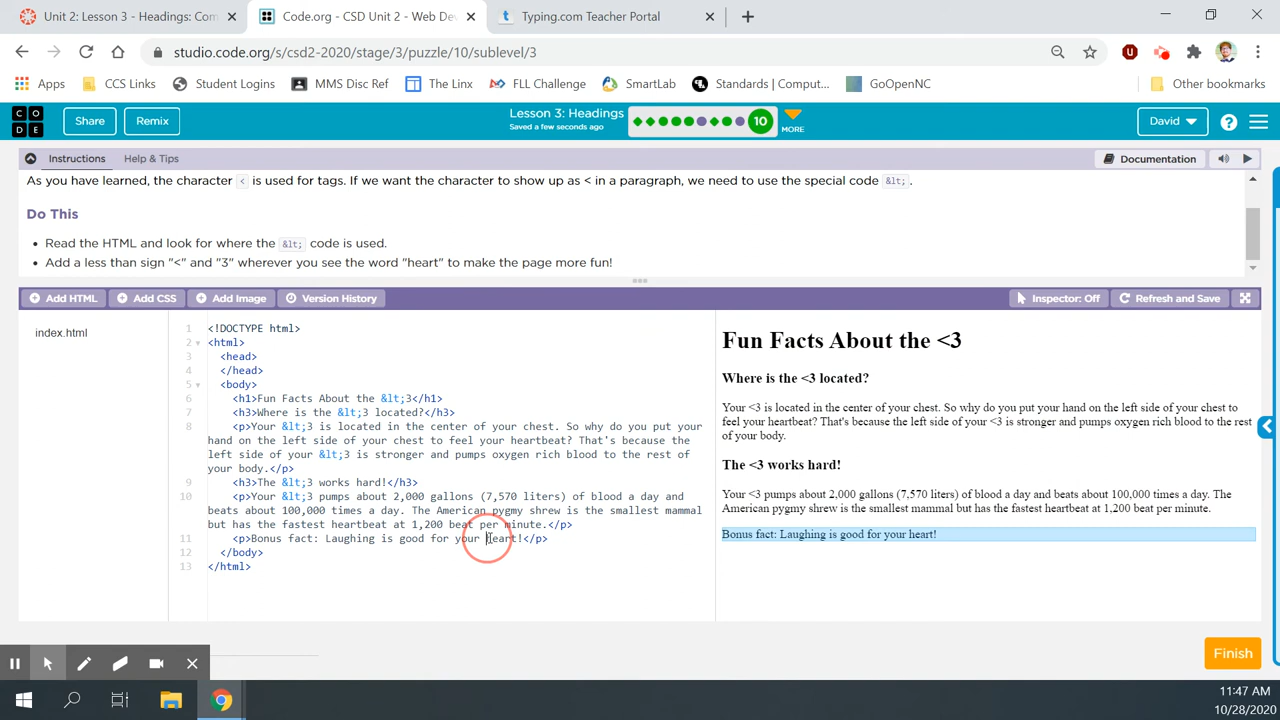 Unit 2: Lesson 3 - Headings: Com
Code.org - CSD Unit 2 - Web De
Typing.com Teacher Portal
studio.code.org/s/csd2-2020/stage/3/puzzle/10/sublevel/3
Apps
CCS Links
Student Logins
MMS Disc Ref
The Linx
FLL Challenge
SmartLab
Standards | Comput...
GoOpenNC
Other bookmarks
CO
DE
Share
Remix
Lesson 3: Headings
Saved a few seconds ago
10
MORE
David
Instructions
Help & Tips
Documentation
As you have learned, the character < is used for tags. If we want the character to show up as < in a paragraph, we need to use the special code &lt;.
Do This
• Read the HTML and look for where the &lt; code is used.
• Add a less than sign "<" and "3" wherever you see the word "heart" to make the page more fun!
Add HTML
Add CSS
Add Image
Version History
Inspector: Off
Refresh and Save
index.html
1 <!DOCTYPE html>
2 <html>
3 <head>
4 </head>
5 <body>
6 <h1>Fun Facts About the &lt;3</h1>
7 <h3>Where is the &lt;3 located?</h3>
8 <p>Your &lt;3 is located in the center of your chest. So why do you put your
hand on the left side of your chest to feel your heartbeat? That's because the
left side of your &lt;3 is stronger and pumps oxygen rich blood to the rest of
your body.</p>
9 <h3>The &lt;3 works hard!</h3>
10 <p>Your &lt;3 pumps about 2,000 gallons (7,570 liters) of blood a day and
beats about 100,000 times a day. The American pygmy shrew is the smallest mammal
but has the fastest heartbeat at 1,200 beat per minute.</p>
11 <p>Bonus fact: Laughing is good for your heart!</p>
12 </body>
13 </html>
Fun Facts About the <3
Where is the <3 located?
Your <3 is located in the center of your chest. So why do you put your hand on the left side of your chest to
feel your heartbeat? That's because the left side of your <3 is stronger and pumps oxygen rich blood to the rest
of your body.
The <3 works hard!
Your <3 pumps about 2,000 gallons (7,570 liters) of blood a day and beats about 100,000 times a day. The
American pygmy shrew is the smallest mammal but has the fastest heartbeat at 1,200 beat per minute.
Bonus fact: Laughing is good for your heart!
Finish
11:47 AM
10/28/2020